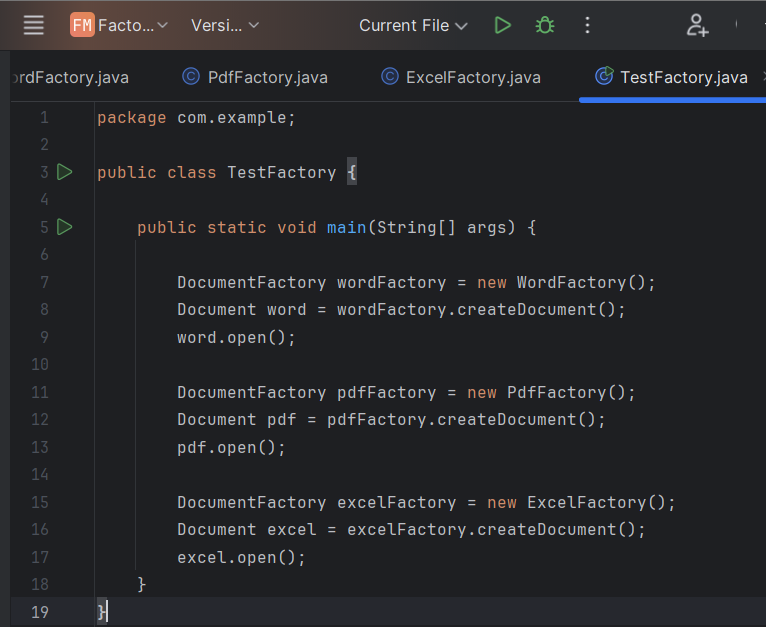 FM Facto... Versi... Current File
ordFactory.java PdfFactory.java ExcelFactory.java TestFactory.java
1 package com.example;
2
3 public class TestFactory {
4
5 public static void main(String[] args) {
6
7 DocumentFactory wordFactory = new WordFactory();
8 Document word = wordFactory.createDocument();
9 word.open();
10
11 DocumentFactory pdfFactory = new PdfFactory();
12 Document pdf = pdfFactory.createDocument();
13 pdf.open();
14
15 DocumentFactory excelFactory = new ExcelFactory();
16 Document excel = excelFactory.createDocument();
17 excel.open();
18 }
19 }